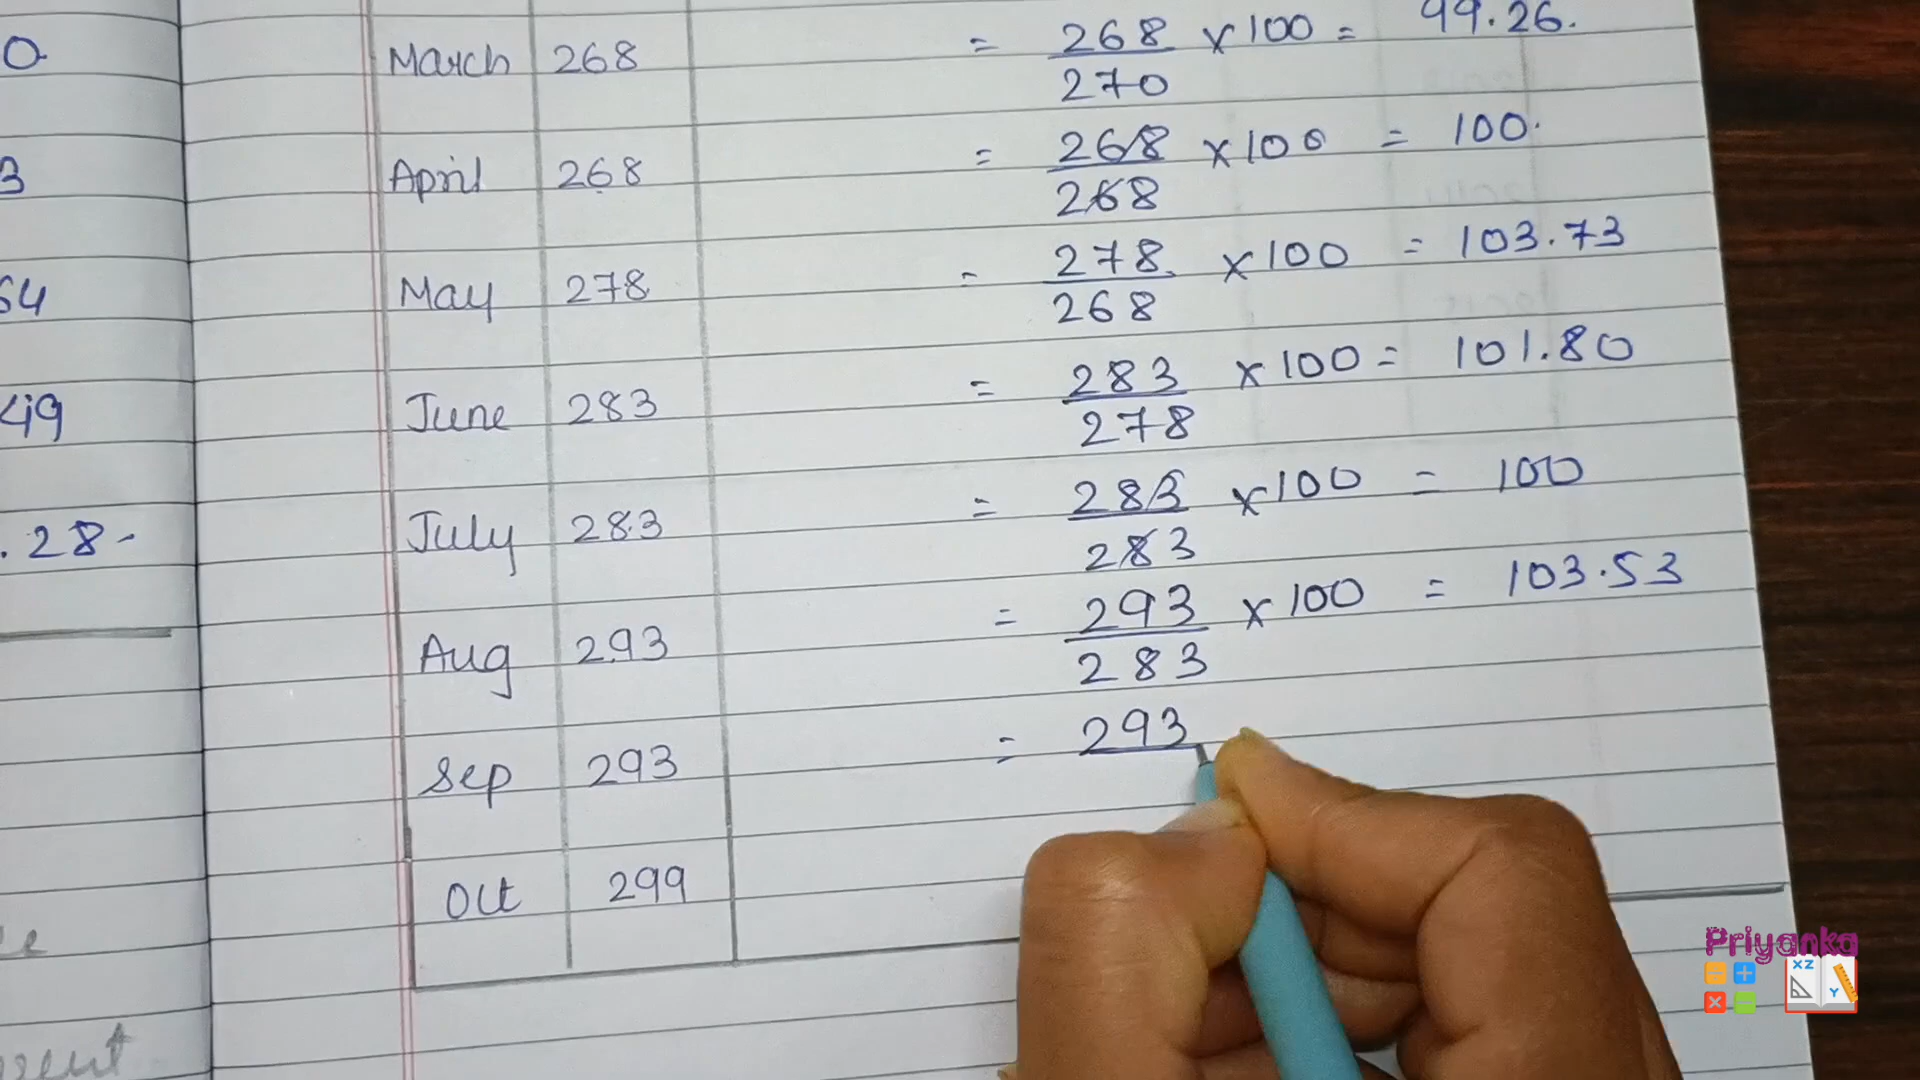 0
March 268 = 268 × 100 = 99.26.
270
3
April 268 = 268 × 100 = 100.
268
64
May 278 = 278 × 100 = 103.73
268
49
June 283 = 283 × 100 = 101.80
278
.28-
July 283 = 283 × 100 = 100
283
Aug 293 = 293 × 100 = 103.53
283
Sep 293 = 293
Oct 299
Priyanka
XZ
Y